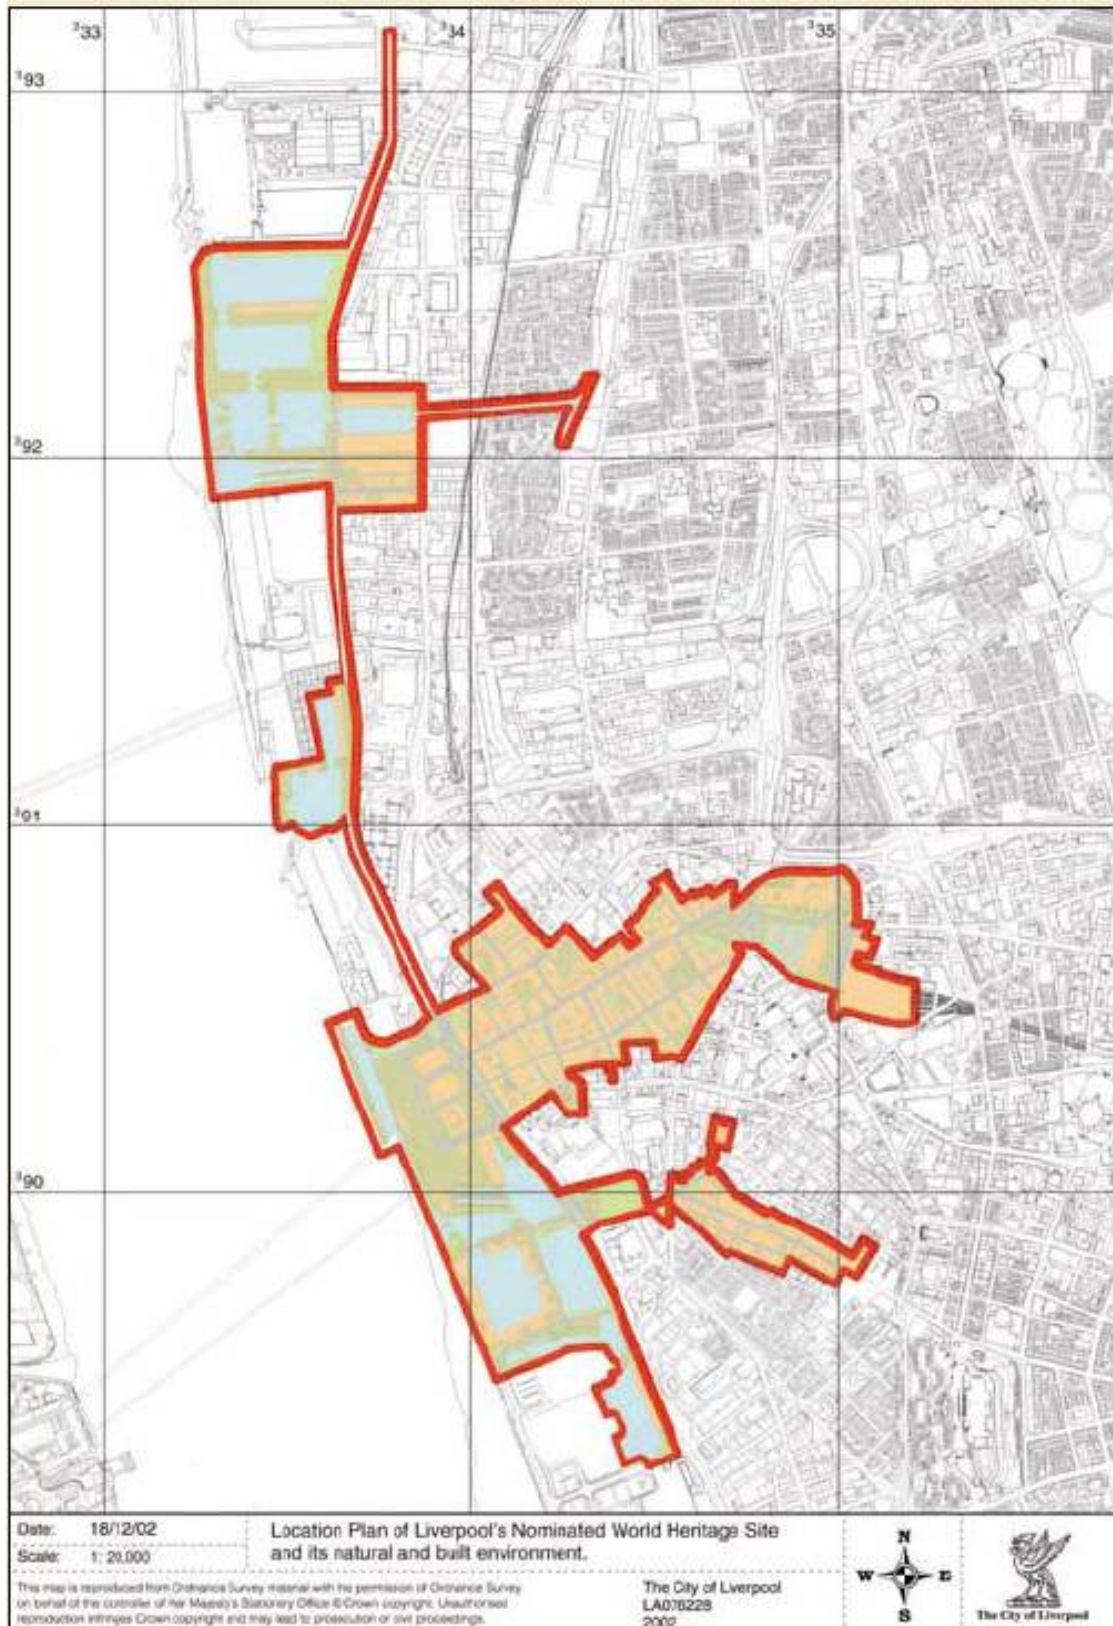 ³33
³34
³35
³93
³92
³91
³90
Date: 18/12/02
Scale: 1: 20,000
Location Plan of Liverpool's Nominated World Heritage Site
and its natural and built environment.
This map is reproduced from Ordnance Survey material with the permission of Ordnance Survey
on behalf of the controller of Her Majesty's Stationery Office © Crown copyright. Unauthorised
reproduction infringes Crown copyright and may lead to prosecution or civil proceedings.
The City of Liverpool
LA076228
2002
N
W
E
S
The City of Liverpool